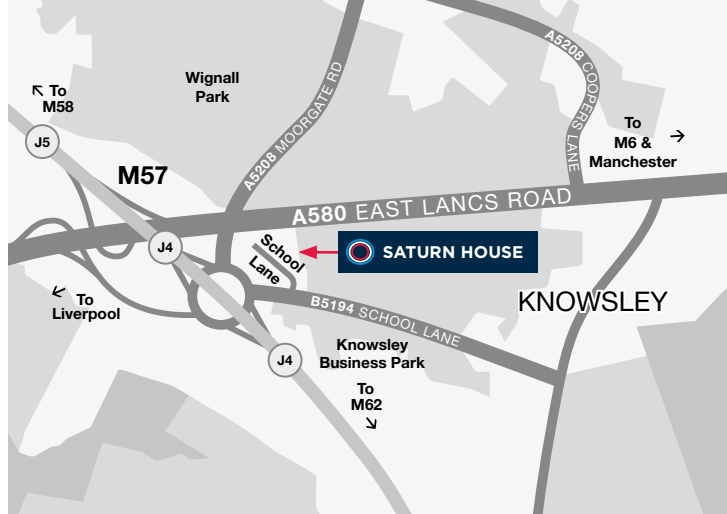 Wignall
Park
A5208 MOORGATE RD
A5208 COOPERS LANE
To
M58
To
M6 &
Manchester
J5
M57
A580 EAST LANCS ROAD
J4
School
Lane
SATURN HOUSE
To
Liverpool
B5194 SCHOOL LANE
KNOWSLEY
J4
Knowsley
Business Park
To
M62